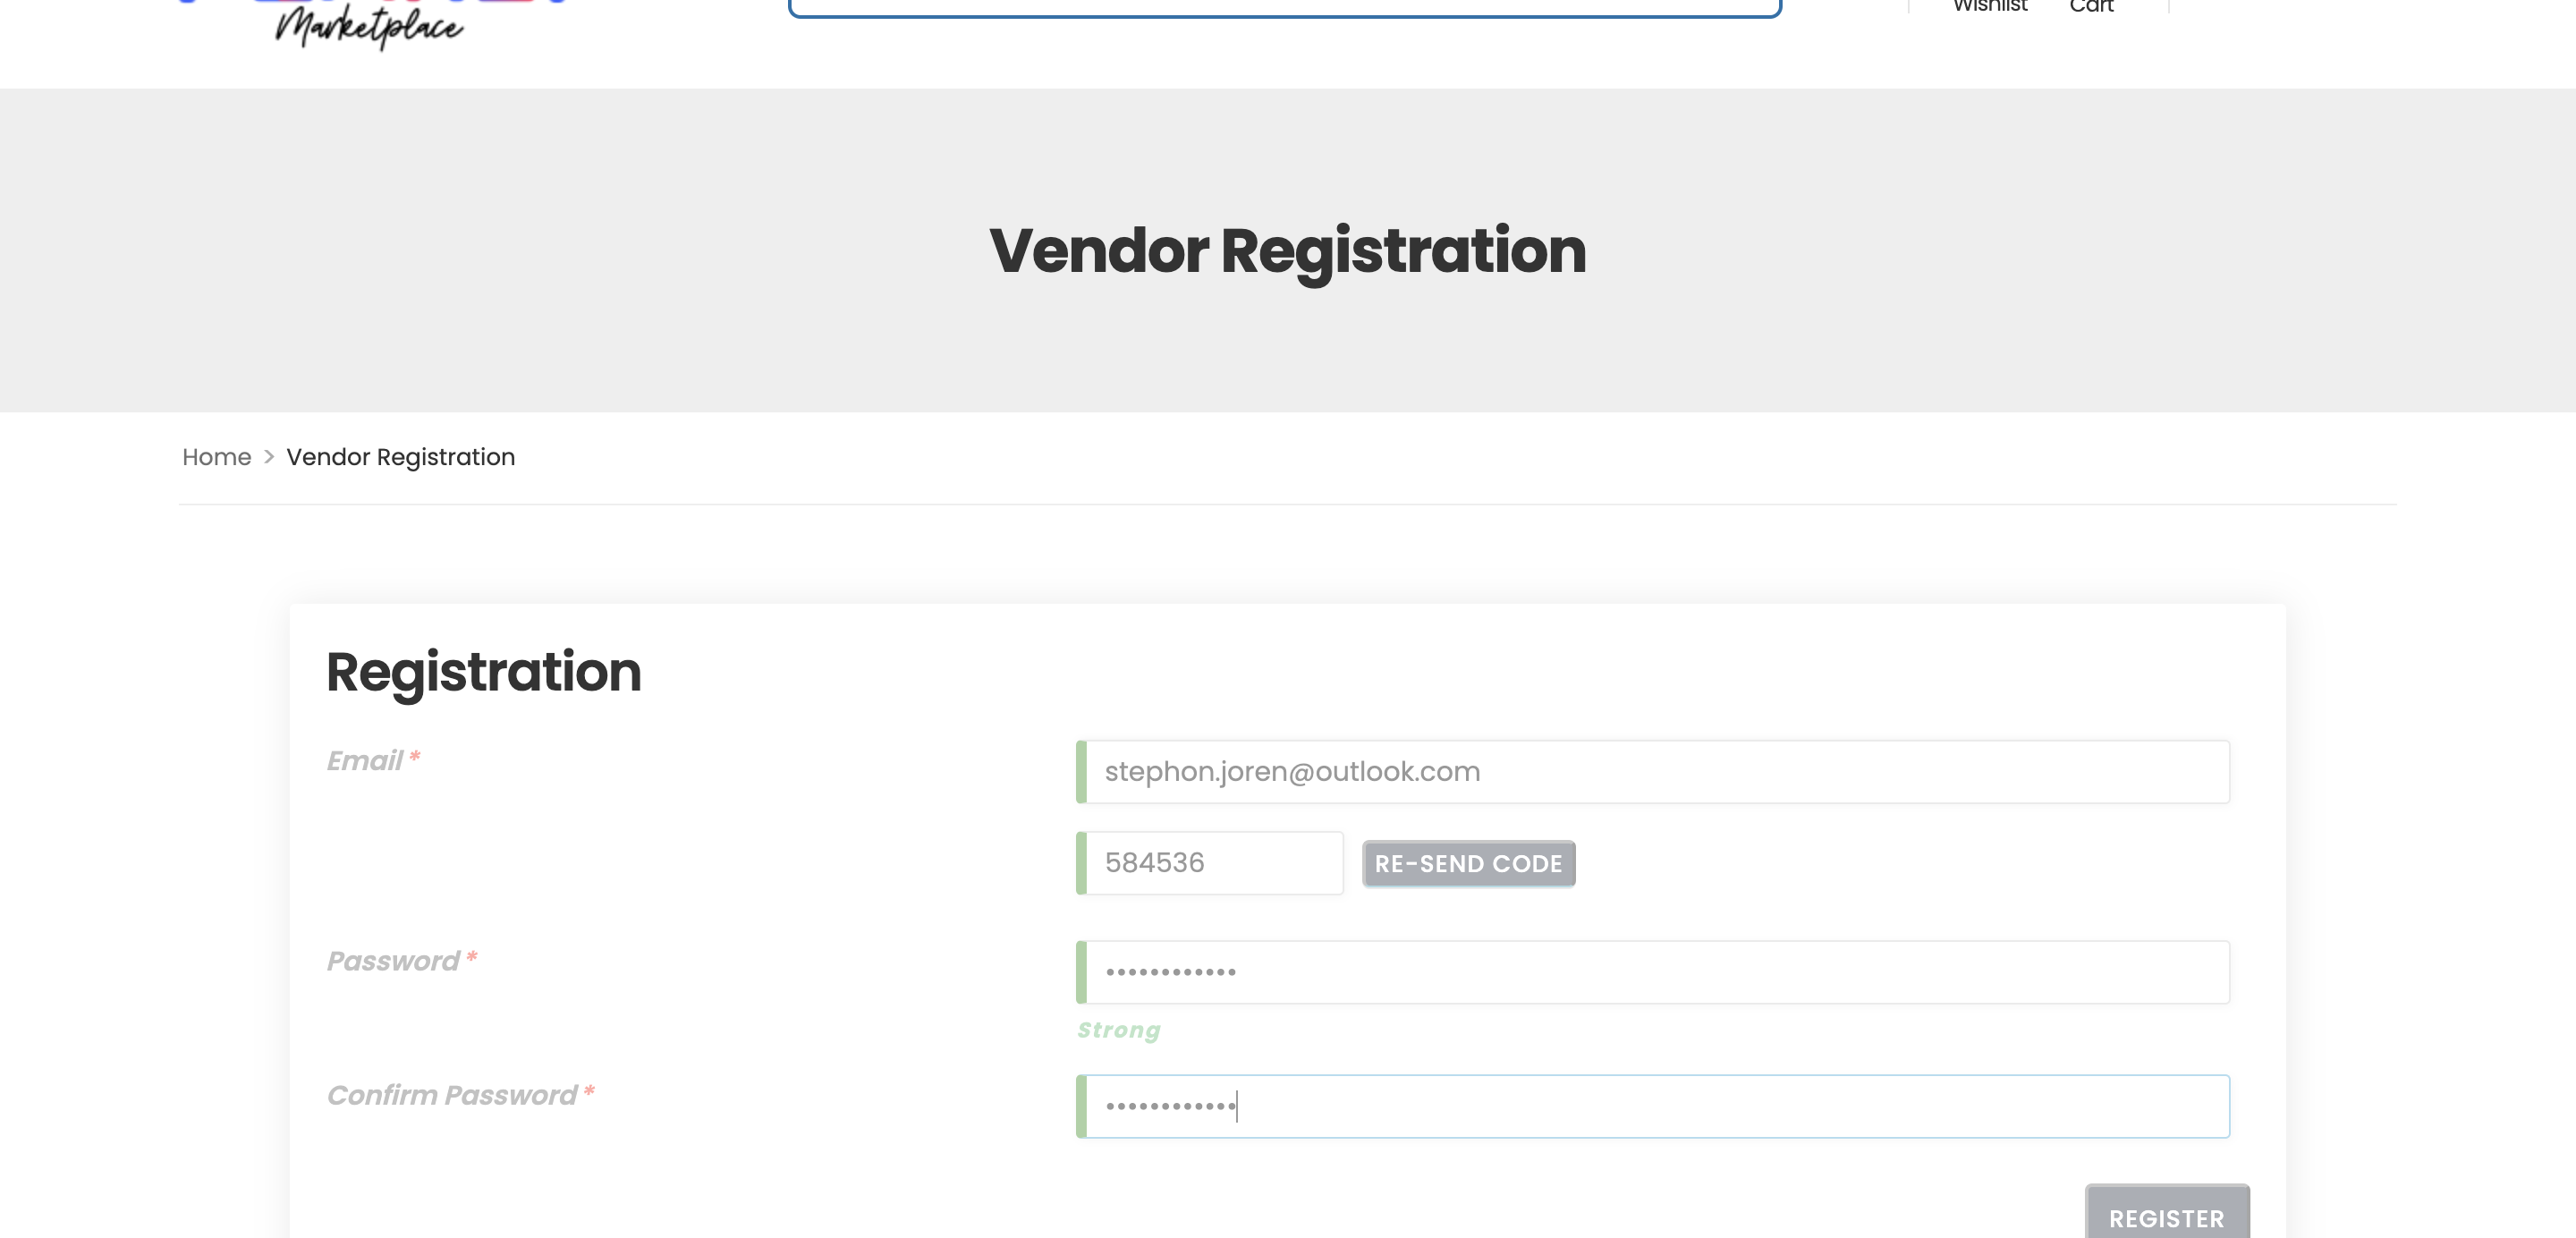 Marketplace
Wishlist Cart
Vendor Registration
Home > Vendor Registration
Registration
Email *
stephon.joren@outlook.com
584536
RE-SEND CODE
Password *
••••••••••••
Strong
Confirm Password *
••••••••••••
REGISTER